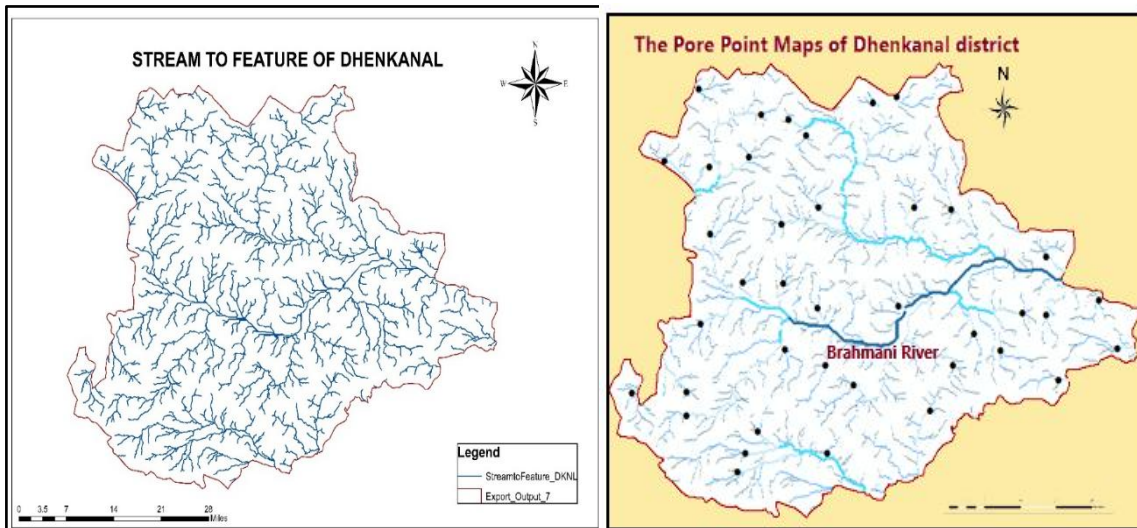 STREAM TO FEATURE OF DHENKANAL
N
W E
S
Legend
StreamtoFeature_DKNL
Export_Output_7
0 3.5 7 14 21 28
Miles
The Pore Point Maps of Dhenkanal district
N
Brahmani River